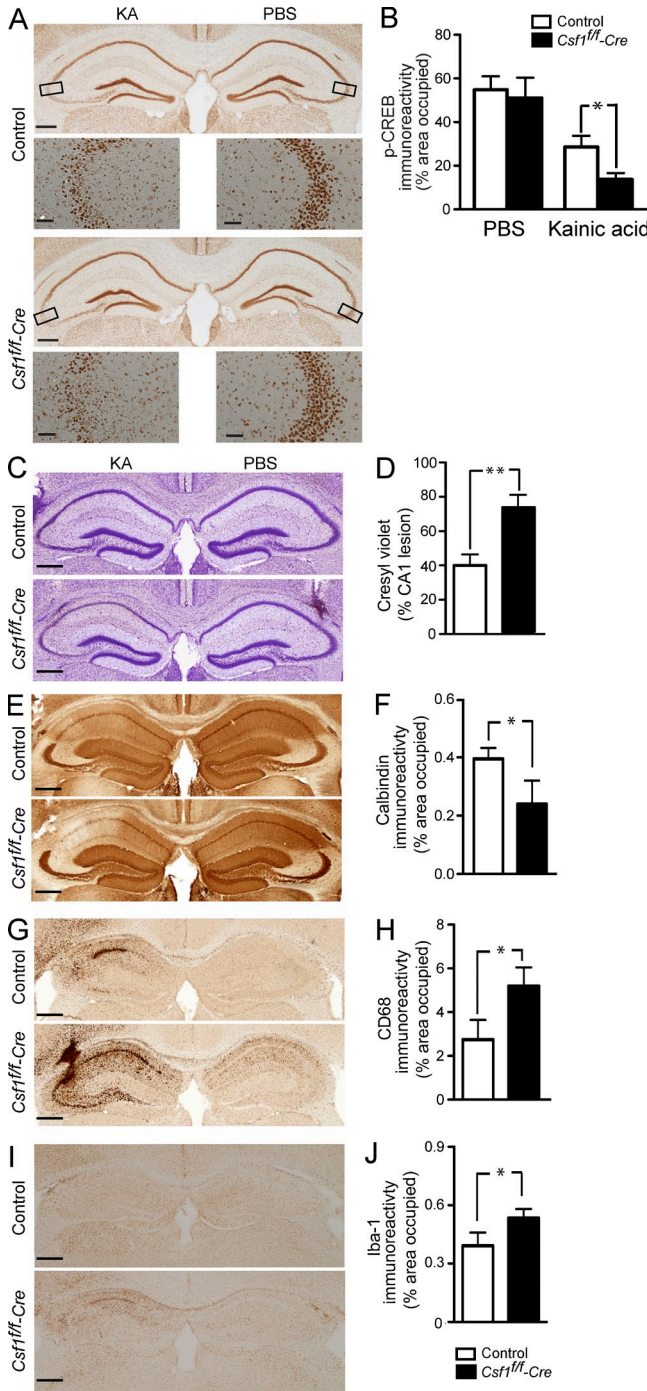 A
KA
PBS
Control
Csf1f/f-Cre
B
Control
Csf1f/f-Cre
p-CREB
immunoreactivity
(% area occupied)
80
60
40
20
0
*
PBS
Kainic acid
C
KA
PBS
Control
Csf1f/f-Cre
D
Cresyl violet
(% CA1 lesion)
100
80
60
40
20
0
**
E
Control
Csf1f/f-Cre
F
Calbindin
immunoreactivty
(% area occupied)
0.6
0.4
0.2
0.0
*
G
Control
Csf1f/f-Cre
H
CD68
immunoreactivty
(% area occupied)
8
6
4
2
0
*
I
Control
Csf1f/f-Cre
J
Iba-1
immunoreactivty
(% area occupied)
0.9
0.6
0.3
0
*
Control
Csf1f/f-Cre